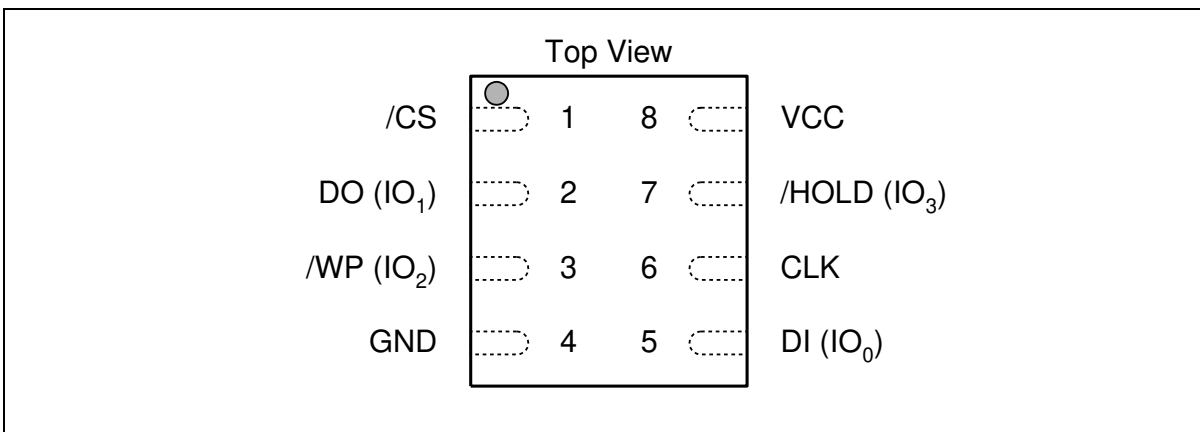 Top View
/CS 1 8 VCC
DO (IO₁) 2 7 /HOLD (IO₃)
/WP (IO₂) 3 6 CLK
GND 4 5 DI (IO₀)